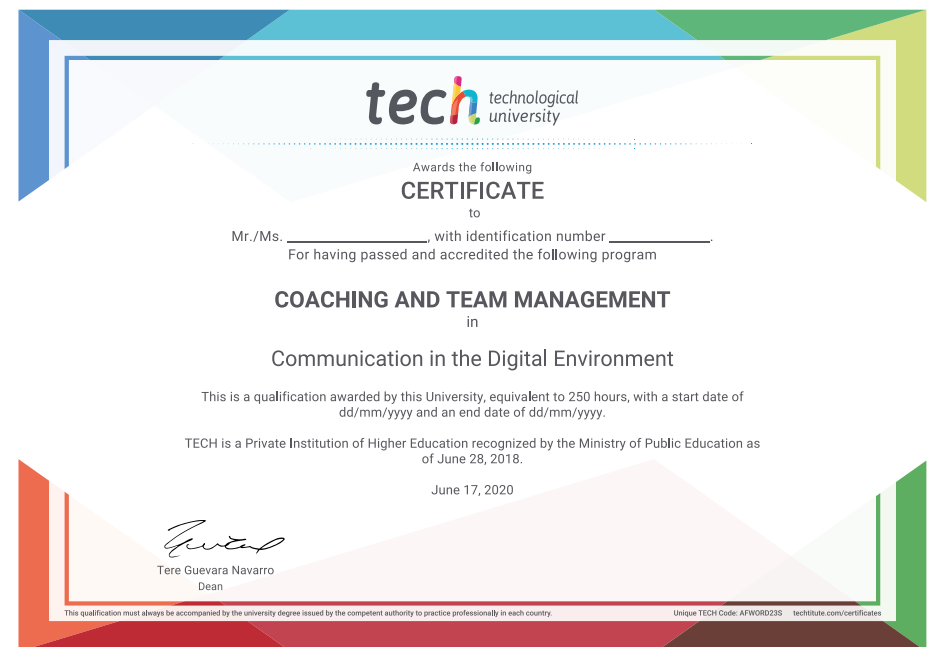 tech technological
university
Awards the following
CERTIFICATE
to
Mr./Ms. ____________________, with identification number ______________.
For having passed and accredited the following program
COACHING AND TEAM MANAGEMENT
in
Communication in the Digital Environment
This is a qualification awarded by this University, equivalent to 250 hours, with a start date of
dd/mm/yyyy and an end date of dd/mm/yyyy.
TECH is a Private Institution of Higher Education recognized by the Ministry of Public Education as
of June 28, 2018.
June 17, 2020
Tere Guevara Navarro
Dean
This qualification must always be accompanied by the university degree issued by the competent authority to practice professionally in each country. Unique TECH Code: AFWORD23S techtitute.com/certificates